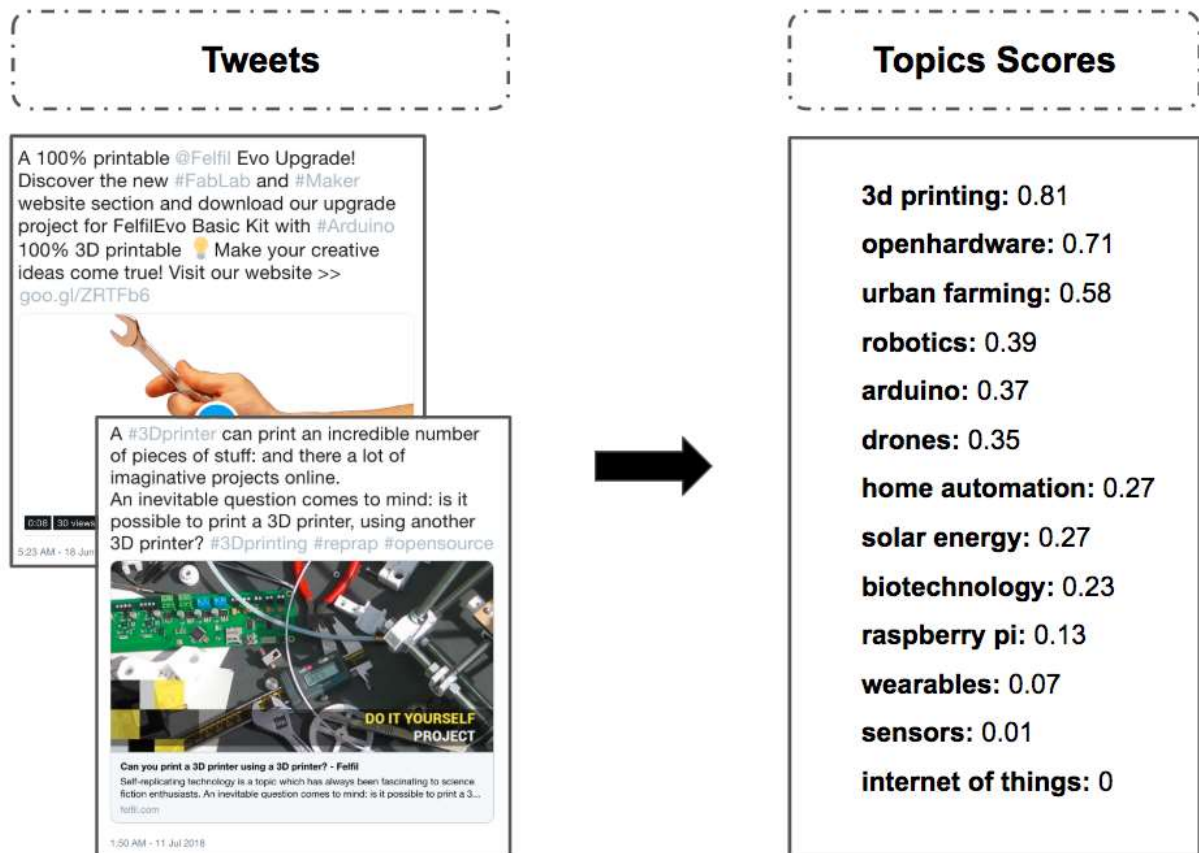 Tweets
A 100% printable @Felfil Evo Upgrade!
Discover the new #FabLab and #Maker
website section and download our upgrade
project for FelfilEvo Basic Kit with #Arduino
100% 3D printable 💡 Make your creative
ideas come true! Visit our website >>
goo.gl/ZRTFb6
0:08 30 views
5:23 AM - 18 Jun
A #3Dprinter can print an incredible number
of pieces of stuff: and there a lot of
imaginative projects online.
An inevitable question comes to mind: is it
possible to print a 3D printer, using another
3D printer? #3Dprinting #reprap #opensource
DO IT YOURSELF
PROJECT
Can you print a 3D printer using a 3D printer? - Felfil
Self-replicating technology is a topic which has always been fascinating to science
fiction enthusiasts. An inevitable question comes to mind: is it possible to print a 3...
felfil.com
1:50 AM - 11 Jul 2018
Topics Scores
3d printing: 0.81
openhardware: 0.71
urban farming: 0.58
robotics: 0.39
arduino: 0.37
drones: 0.35
home automation: 0.27
solar energy: 0.27
biotechnology: 0.23
raspberry pi: 0.13
wearables: 0.07
sensors: 0.01
internet of things: 0